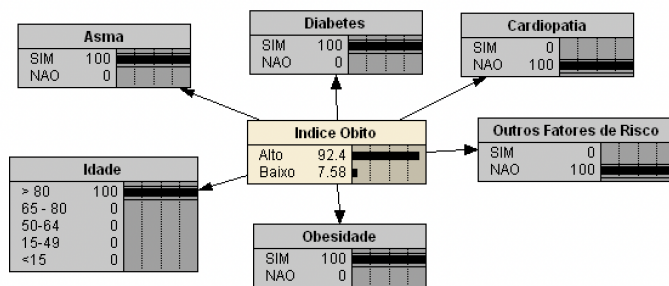 Asma
SIM 100
NAO 0
Diabetes
SIM 100
NAO 0
Cardiopatia
SIM 0
NAO 100
Indice Obito
Alto 92.4
Baixo 7.58
Outros Fatores de Risco
SIM 0
NAO 100
Idade
> 80 100
65 - 80 0
50-64 0
15-49 0
<15 0
Obesidade
SIM 100
NAO 0